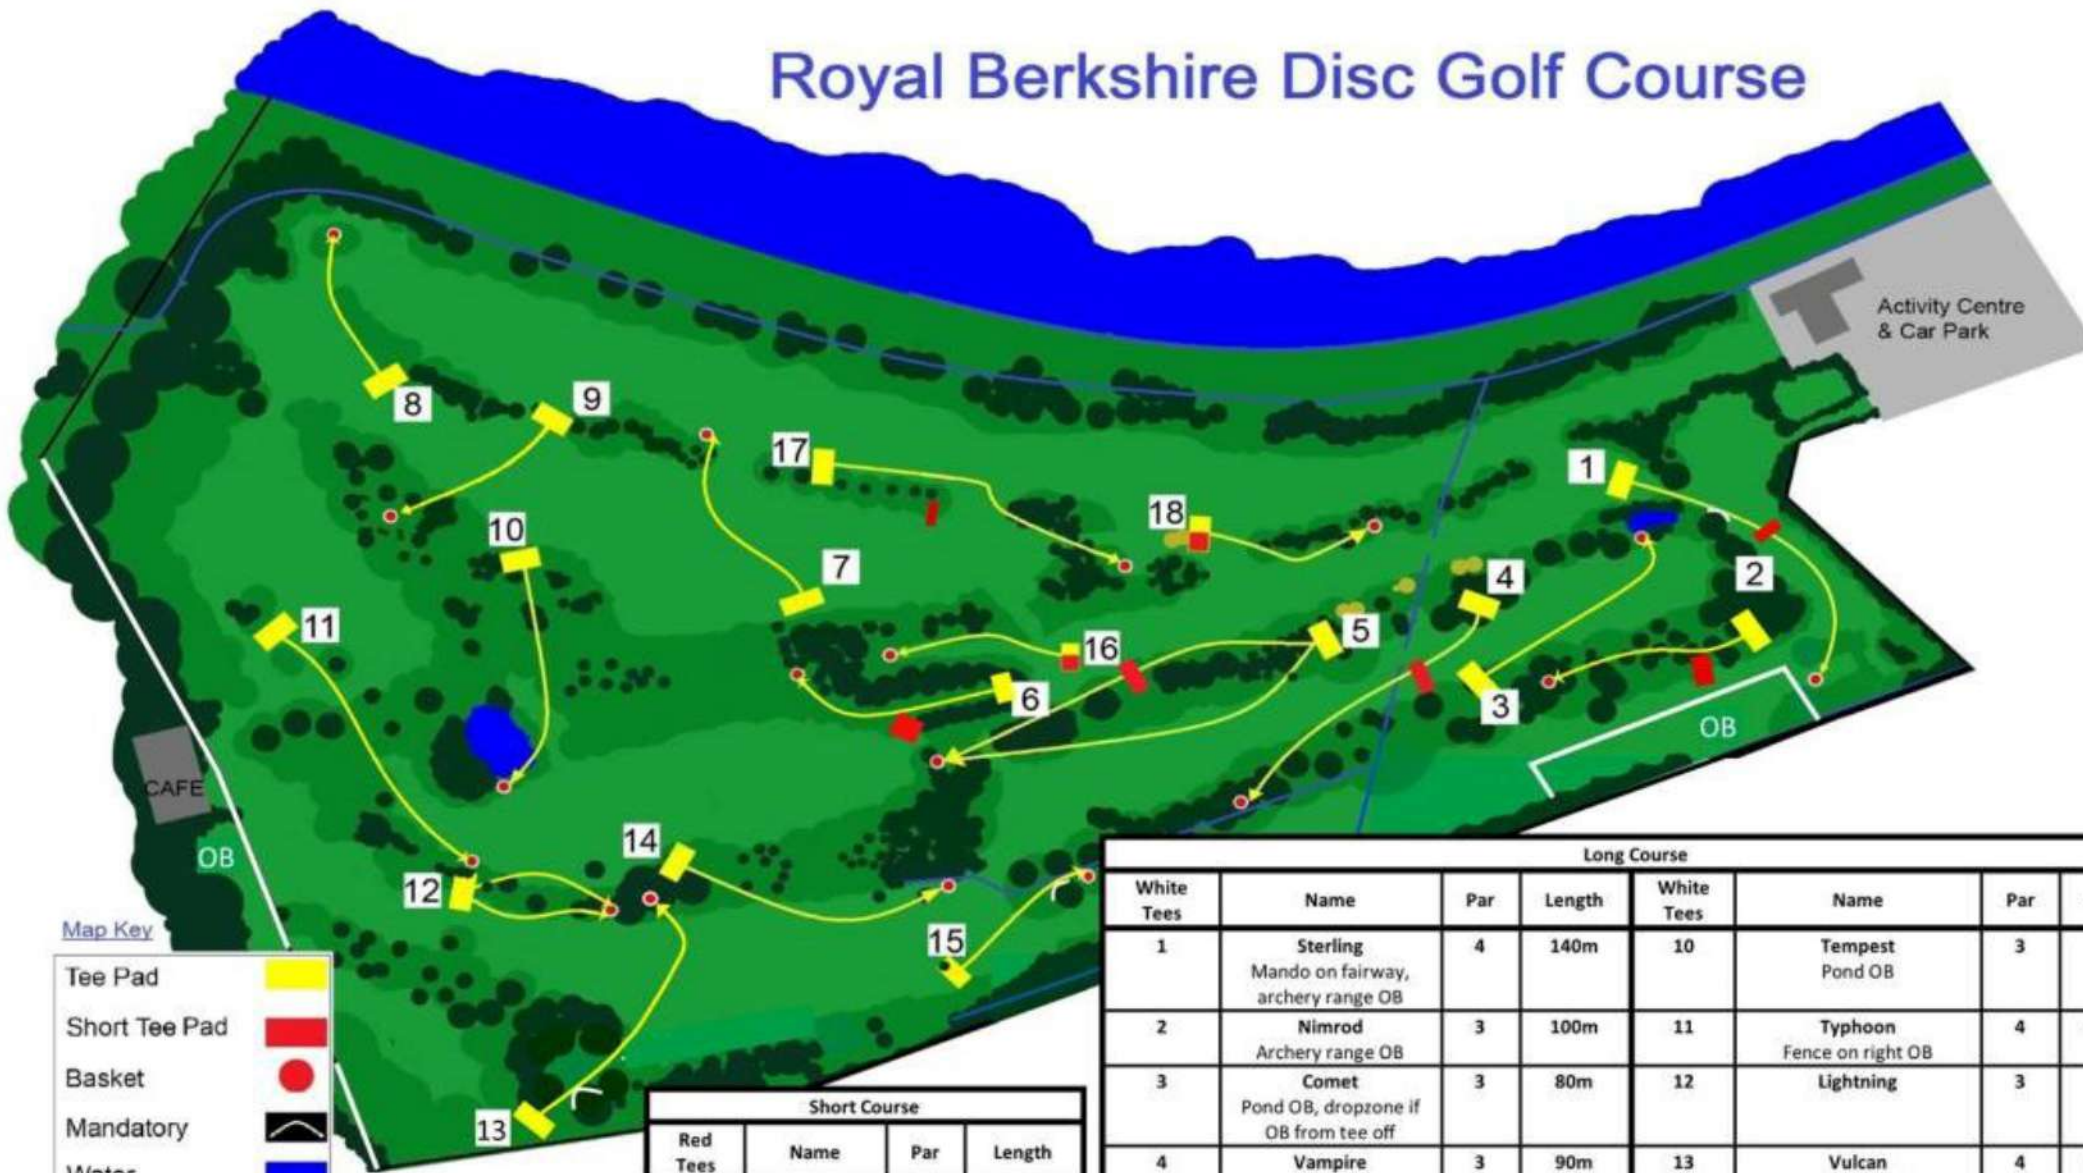 Royal Berkshire Disc Golf Course
Activity Centre
& Car Park
8
9
17
1
18
10
2
7
4
11
5
16
6
3
OB
CAFE
14
OB
12
15
13
Map Key
Tee Pad
Short Tee Pad
Basket
Mandatory
Water
Short Course
Red Tees Name Par Length
Long Course
White Tees Name Par Length White Tees Name Par
1 Sterling 4 140m 10 Tempest 3
Mando on fairway, Pond OB
archery range OB
2 Nimrod 3 100m 11 Typhoon 4
Archery range OB Fence on right OB
3 Comet 3 80m 12 Lightning 3
Pond OB, dropzone if
OB from tee off
4 Vampire 3 90m 13 Vulcan 4